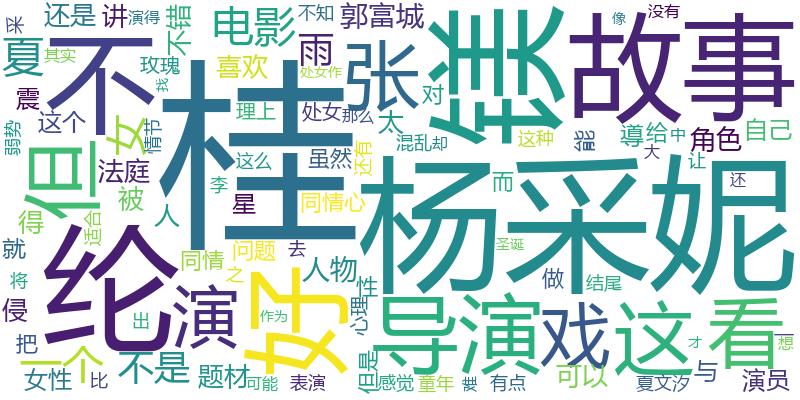 采
还是
讲
演得
不错
电影
不知
郭富城
像
没有
夏
其实
不
玫瑰
喜欢
雨
处女作
张
镁
故事
震
找
这个
女
情节
理上
处女
那么
太
对
混乱
却
这种
能
导给
中
角色
自己
弱势
但
桂
法庭
这么
虽然
还有
大
让
得
适合
被
李
星
同情心
而
杨采妮
还
人
就
纶
同情
问题
去
圣诞
将
演
之
好
人物
性
导演
做
结尾
戏
这
看
侵
出
作为
心理
才
想
把
一个
不是
女性
比
题材
可能
表演
但是
感觉
童年
有点
可以
夏文汐
与
演员